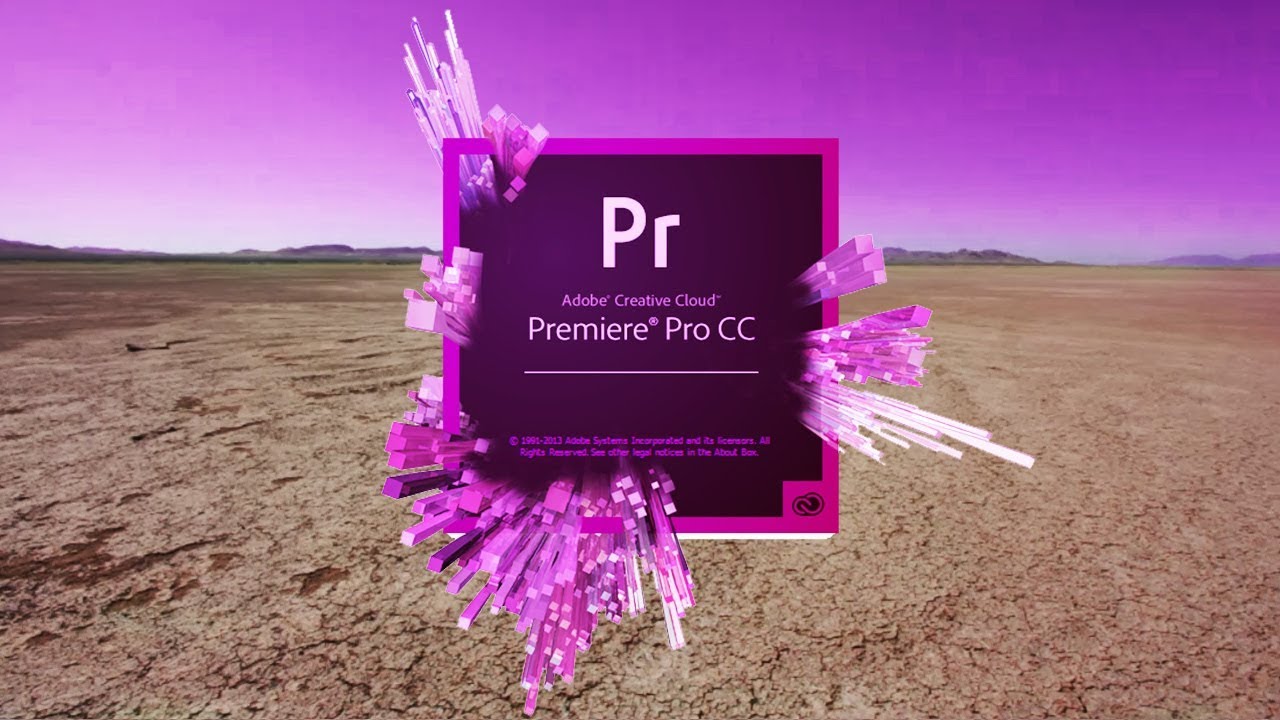 Pr
Adobe® Creative Cloud™
Premiere® Pro CC
© 1991-2013 Adobe Systems Incorporated and its licensors. All
Rights Reserved. See other legal notices in the About Box.